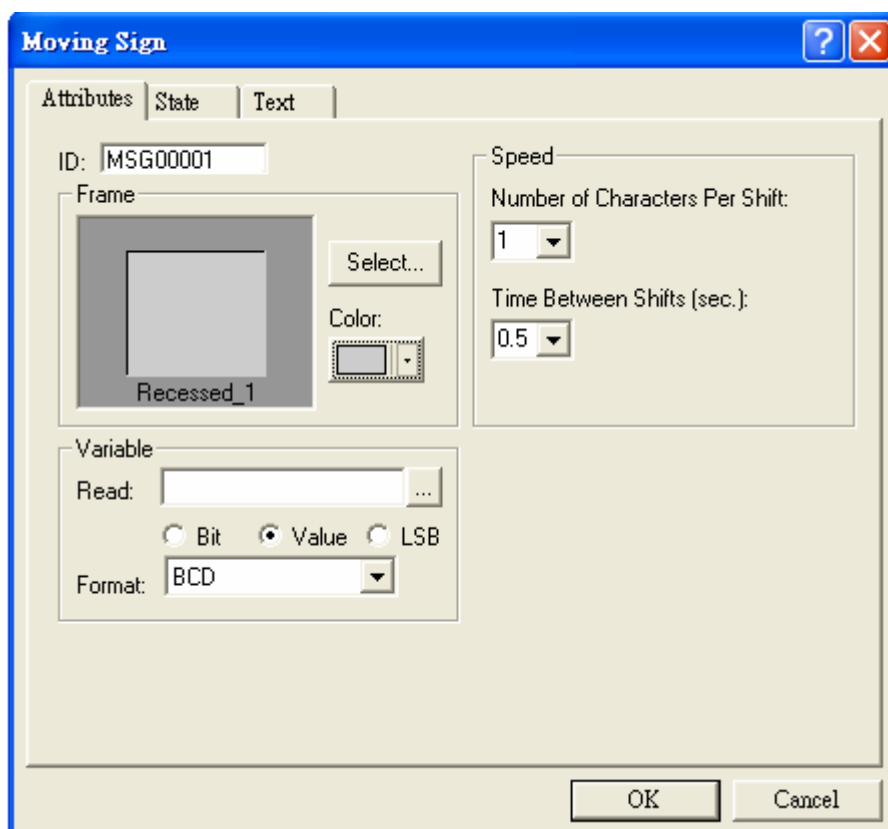 Moving Sign
Attributes State Text
ID: MSG00001
Frame
Select...
Color:
Recessed_1
Speed
Number of Characters Per Shift:
1
Time Between Shifts (sec.):
0.5
Variable
Read: ...
Bit Value LSB
Format: BCD
OK Cancel